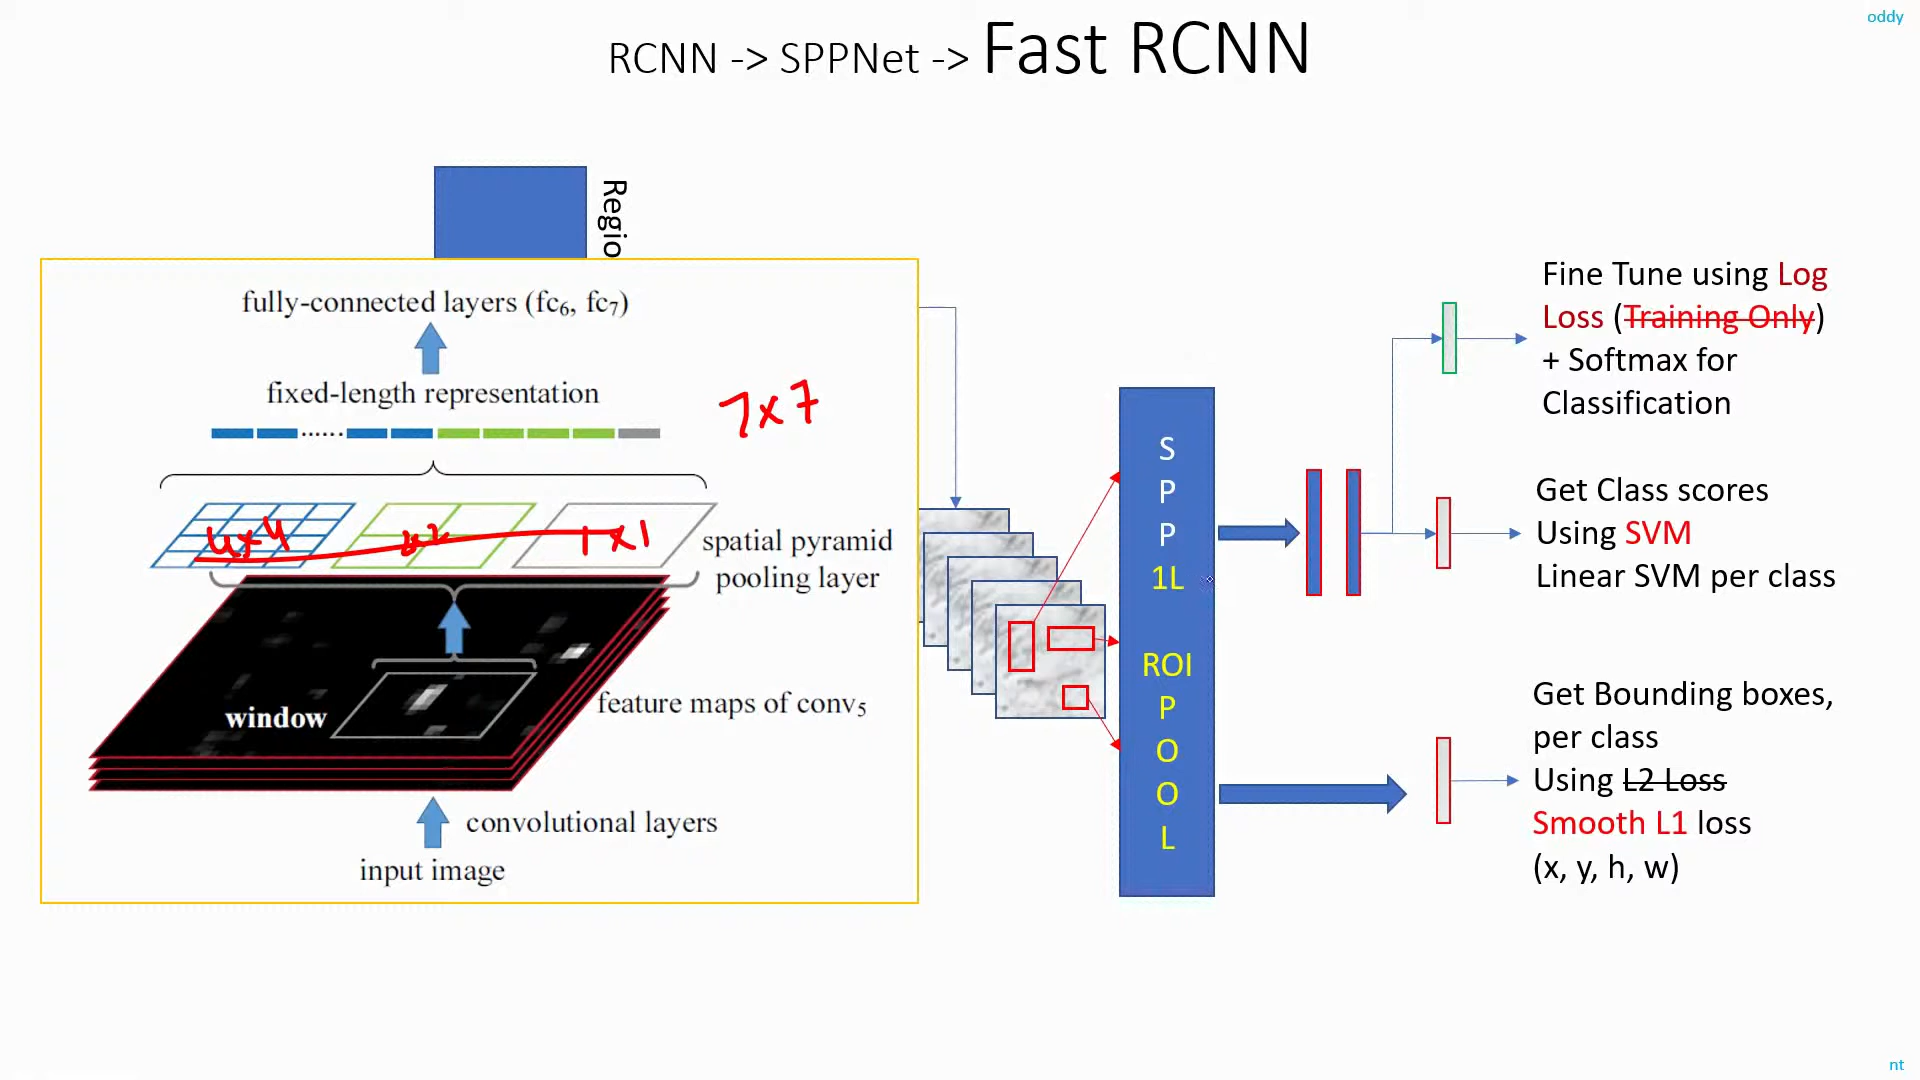 oddy
RCNN -> SPPNet -> Fast RCNN
Regio
fully-connected layers (fc6, fc7)
fixed-length representation
7x7
4x4
1x1
spatial pyramid
pooling layer
window
feature maps of conv5
convolutional layers
input image
S
P
P
1L
ROI
P
O
O
L
Fine Tune using Log
Loss (Training Only)
+ Softmax for
Classification
Get Class scores
Using SVM
Linear SVM per class
Get Bounding boxes,
per class
Using L2 Loss
Smooth L1 loss
(x, y, h, w)
nt